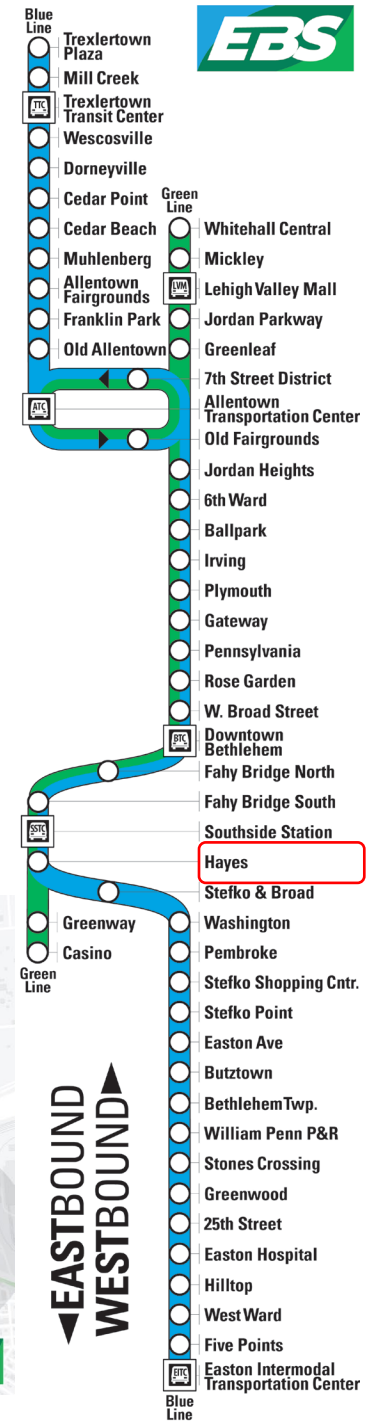 Blue
Line
EBS
Trexlertown
Plaza
Mill Creek
TTC
Trexlertown
Transit Center
Wescosville
Dorneyville
Cedar Point
Green
Line
Cedar Beach
Whitehall Central
Muhlenberg
Mickley
Allentown
Fairgrounds
LVM
Lehigh Valley Mall
Franklin Park
Jordan Parkway
Old Allentown
Greenleaf
7th Street District
ATC
Allentown
Transportation Center
Old Fairgrounds
Jordan Heights
6th Ward
Ballpark
Irving
Plymouth
Gateway
Pennsylvania
Rose Garden
W. Broad Street
BTC
Downtown
Bethlehem
Fahy Bridge North
Fahy Bridge South
SSTC
Southside Station
Hayes
Stefko & Broad
Greenway
Washington
Casino
Pembroke
Green
Line
Stefko Shopping Cntr.
Stefko Point
Easton Ave
Butztown
Bethlehem Twp.
William Penn P&R
Stones Crossing
Greenwood
25th Street
Easton Hospital
Hilltop
West Ward
Five Points
EITC
Easton Intermodal
Transportation Center
Blue
Line
EASTBOUND
WESTBOUND